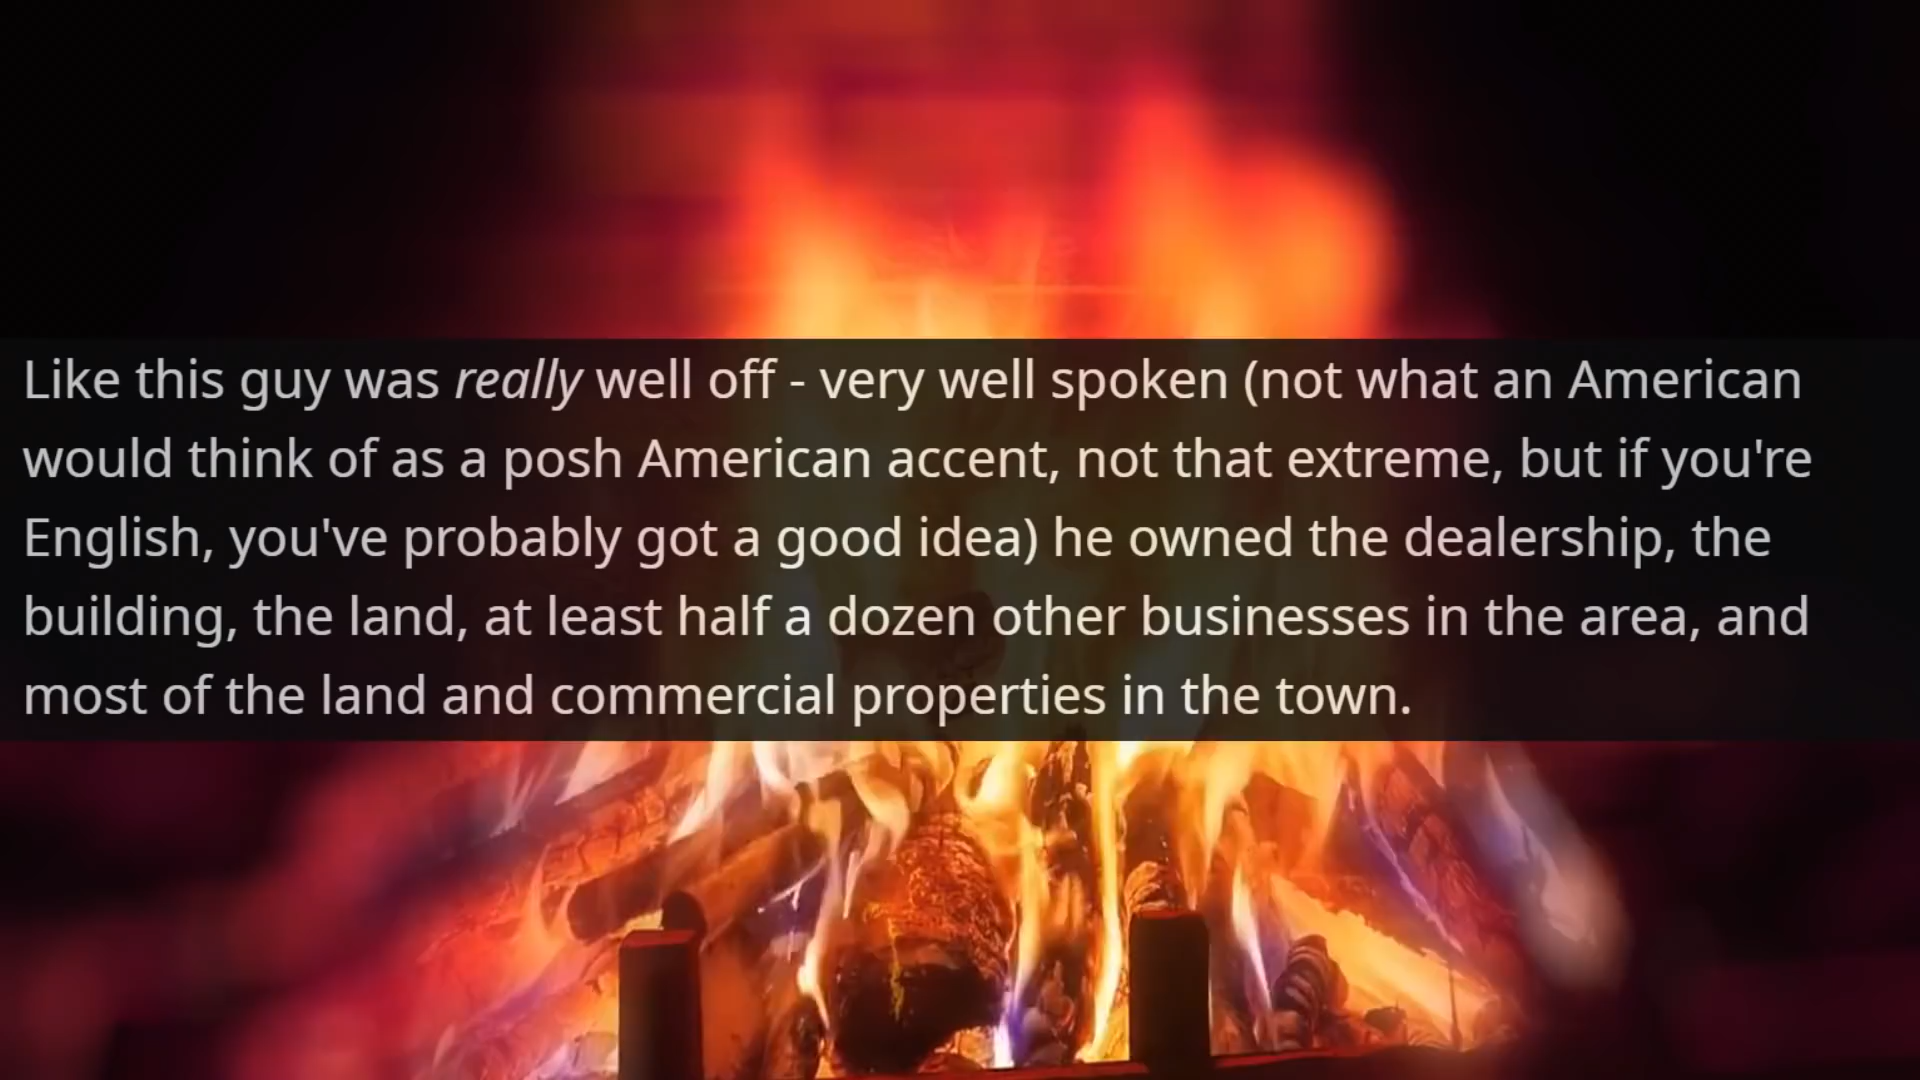 Like this guy was really well off - very well spoken (not what an American
would think of as a posh American accent, not that extreme, but if you're
English, you've probably got a good idea) he owned the dealership, the
building, the land, at least half a dozen other businesses in the area, and
most of the land and commercial properties in the town.